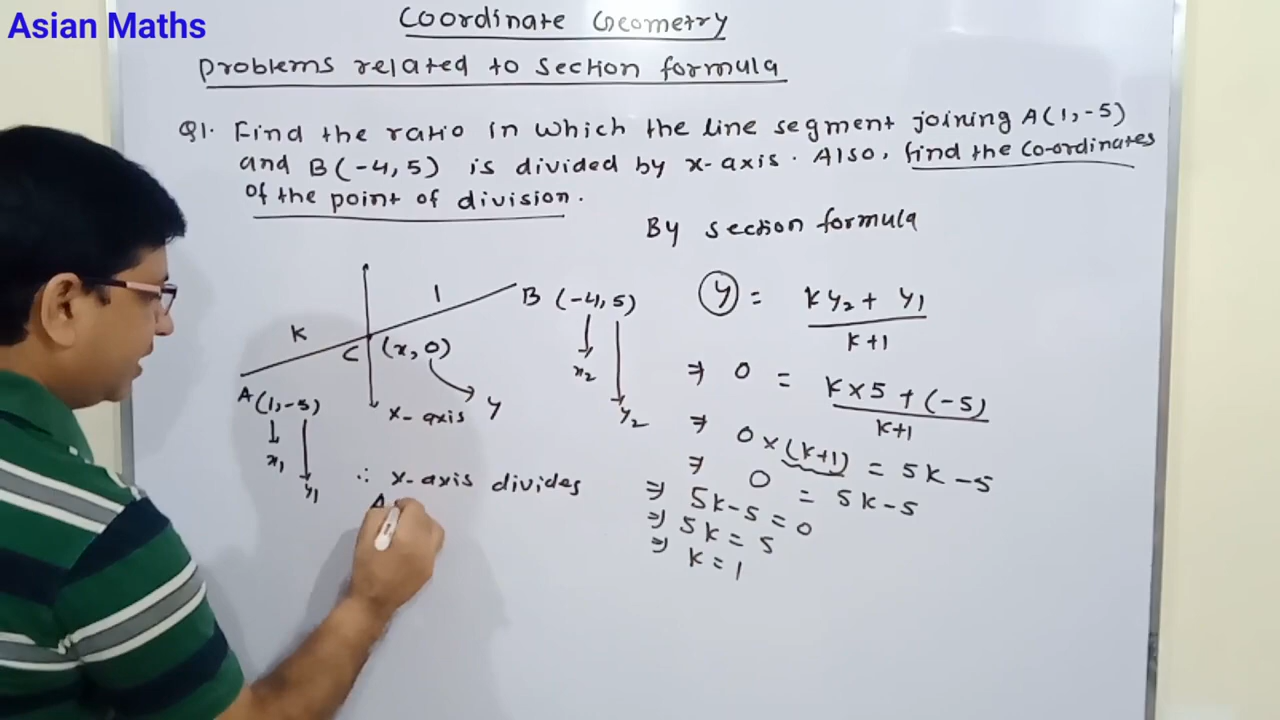 Asian Maths
Coordinate Geometry
Problems related to section formula
Q1. Find the ratio in which the line segment joining A(1,-5)
and B(-4, 5) is divided by x-axis. Also, find the co-ordinates
of the point of division.
By section formula
K
1
B (-4, 5)
x2
y2
C (x, 0)
y
x-axis
A(1,-5)
x1
y1
∴ x-axis divides
A
y = ky2 + y1 / k+1
⇒ 0 = k×5 + (-5) / k+1
⇒ 0×(k+1) = 5k-5
⇒ 0 = 5k-5
⇒ 5k-5=0
⇒ 5k = 5
⇒ k=1